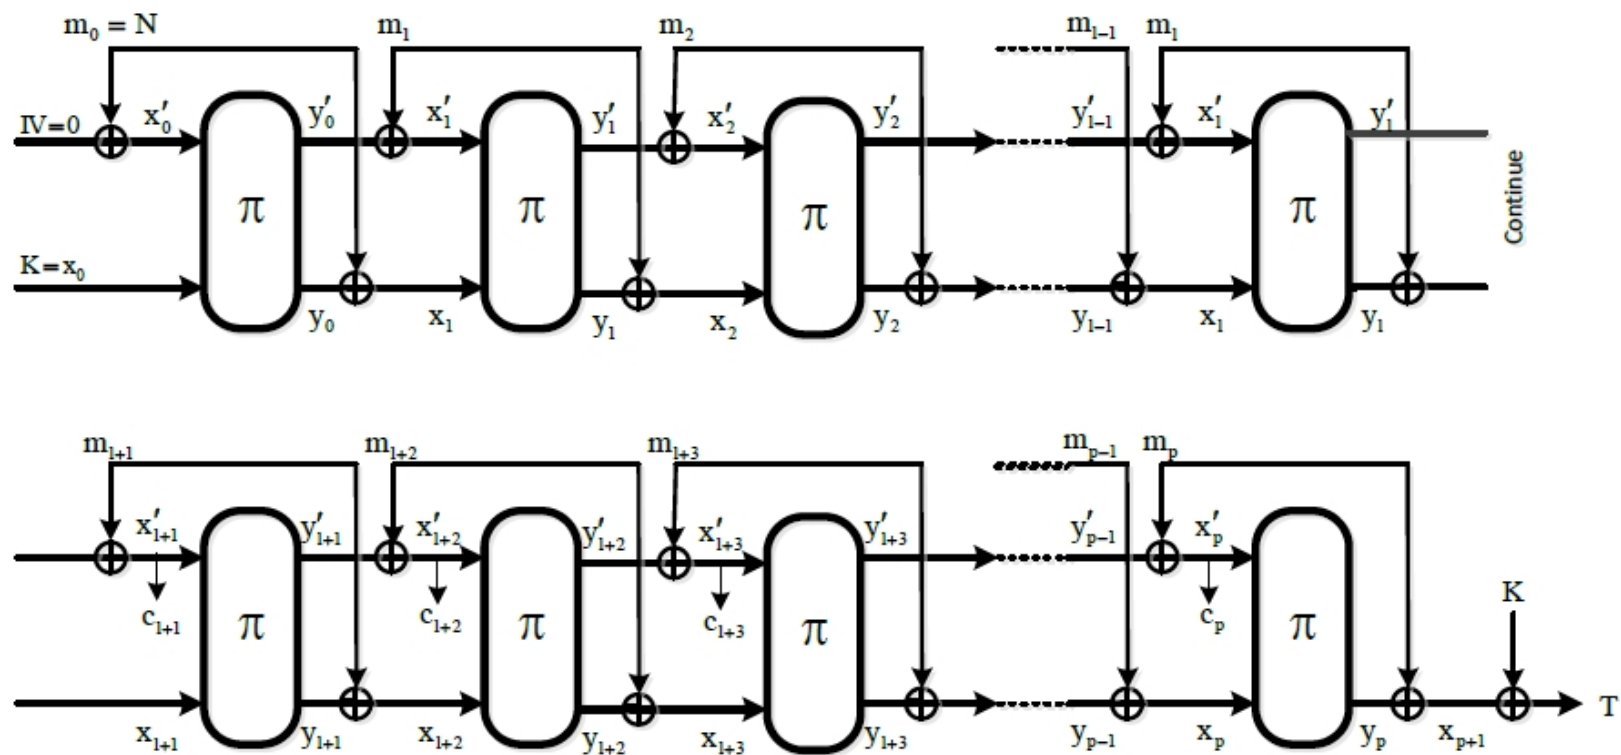 m₀ = N m₁ m₂ mₗ₋₁ mₗ
IV=0 x′₀ y′₀ x′₁ y′₁ x′₂ y′₂ y′ₗ₋₁ x′ₗ y′ₗ
π π π π Continue
K=x₀ y₀ x₁ y₁ x₂ y₂ yₗ₋₁ xₗ yₗ
mₗ₊₁ mₗ₊₂ mₗ₊₃ mₚ₋₁ mₚ
x′ₗ₊₁ y′ₗ₊₁ x′ₗ₊₂ y′ₗ₊₂ x′ₗ₊₃ y′ₗ₊₃ y′ₚ₋₁ x′ₚ
cₗ₊₁ π cₗ₊₂ π cₗ₊₃ π cₚ π K
T
xₗ₊₁ yₗ₊₁ xₗ₊₂ yₗ₊₂ xₗ₊₃ yₗ₊₃ yₚ₋₁ xₚ yₚ xₚ₊₁